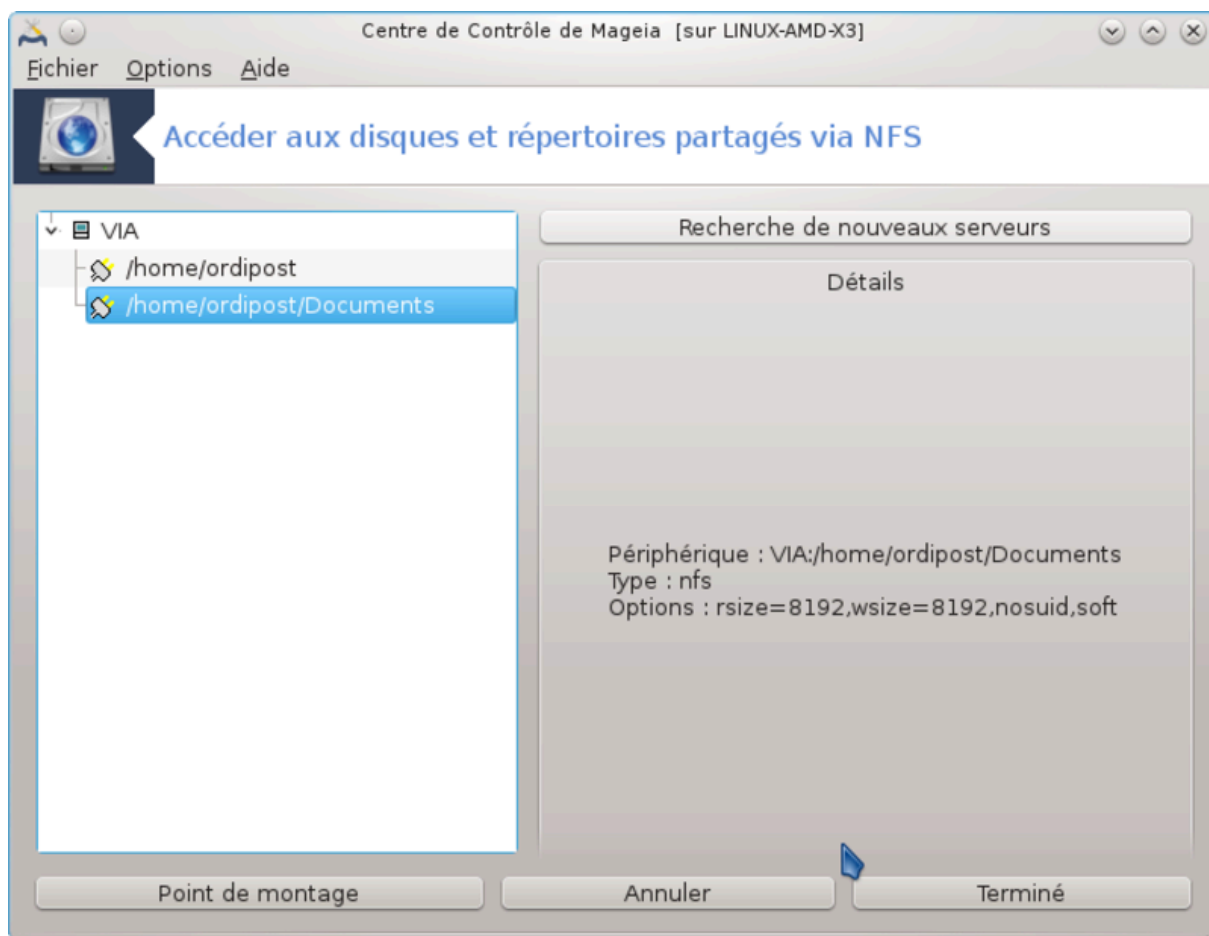 Centre de Contrôle de Mageia [sur LINUX-AMD-X3]
Fichier Options Aide
Accéder aux disques et répertoires partagés via NFS
VIA
/home/ordipost
/home/ordipost/Documents
Recherche de nouveaux serveurs
Détails
Périphérique : VIA:/home/ordipost/Documents
Type : nfs
Options : rsize=8192,wsize=8192,nosuid,soft
Point de montage
Annuler
Terminé